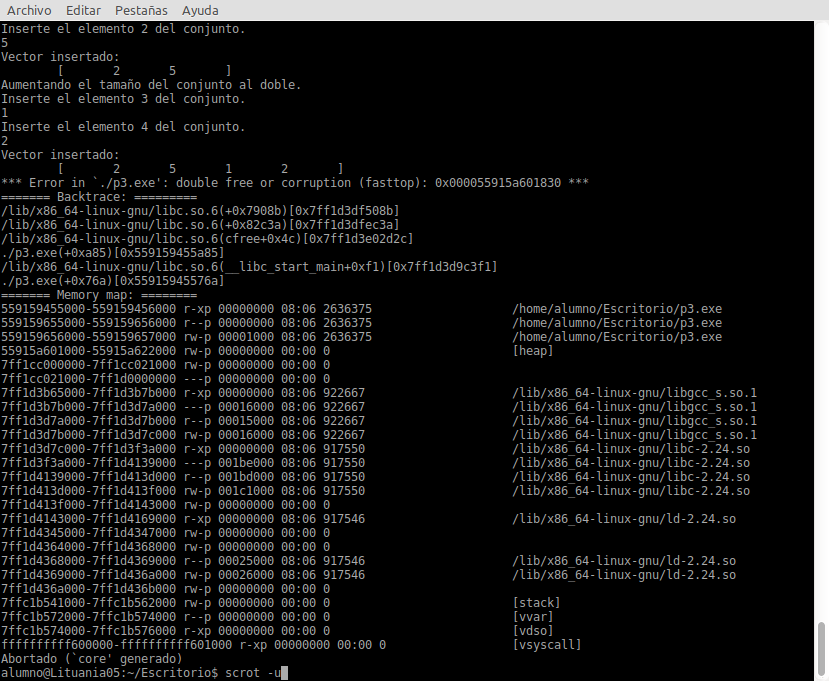 Archivo Editar Pestañas Ayuda
Inserte el elemento 2 del conjunto.
5
Vector insertado:
[ 2 5 ]
Aumentando el tamaño del conjunto al doble.
Inserte el elemento 3 del conjunto.
1
Inserte el elemento 4 del conjunto.
2
Vector insertado:
[ 2 5 1 2 ]
*** Error in `./p3.exe': double free or corruption (fasttop): 0x000055915a601830 ***
======= Backtrace: =========
/lib/x86_64-linux-gnu/libc.so.6(+0x7908b)[0x7ff1d3df508b]
/lib/x86_64-linux-gnu/libc.so.6(+0x82c3a)[0x7ff1d3dfec3a]
/lib/x86_64-linux-gnu/libc.so.6(cfree+0x4c)[0x7ff1d3e02d2c]
./p3.exe(+0xa85)[0x559159455a85]
/lib/x86_64-linux-gnu/libc.so.6(__libc_start_main+0xf1)[0x7ff1d3d9c3f1]
./p3.exe(+0x76a)[0x55915945576a]
======= Memory map: ========
559159455000-559159456000 r-xp 00000000 08:06 2636375 /home/alumno/Escritorio/p3.exe
559159655000-559159656000 r--p 00000000 08:06 2636375 /home/alumno/Escritorio/p3.exe
559159656000-559159657000 rw-p 00001000 08:06 2636375 /home/alumno/Escritorio/p3.exe
55915a601000-55915a622000 rw-p 00000000 00:00 0 [heap]
7ff1cc000000-7ff1cc021000 rw-p 00000000 00:00 0
7ff1cc021000-7ff1d0000000 ---p 00000000 00:00 0
7ff1d3b65000-7ff1d3b7b000 r-xp 00000000 08:06 922667 /lib/x86_64-linux-gnu/libgcc_s.so.1
7ff1d3b7b000-7ff1d3d7a000 ---p 00016000 08:06 922667 /lib/x86_64-linux-gnu/libgcc_s.so.1
7ff1d3d7a000-7ff1d3d7b000 r--p 00015000 08:06 922667 /lib/x86_64-linux-gnu/libgcc_s.so.1
7ff1d3d7b000-7ff1d3d7c000 rw-p 00016000 08:06 922667 /lib/x86_64-linux-gnu/libgcc_s.so.1
7ff1d3d7c000-7ff1d3f3a000 r-xp 00000000 08:06 917550 /lib/x86_64-linux-gnu/libc-2.24.so
7ff1d3f3a000-7ff1d4139000 ---p 001be000 08:06 917550 /lib/x86_64-linux-gnu/libc-2.24.so
7ff1d4139000-7ff1d413d000 r--p 001bd000 08:06 917550 /lib/x86_64-linux-gnu/libc-2.24.so
7ff1d413d000-7ff1d413f000 rw-p 001c1000 08:06 917550 /lib/x86_64-linux-gnu/libc-2.24.so
7ff1d413f000-7ff1d4143000 rw-p 00000000 00:00 0
7ff1d4143000-7ff1d4169000 r-xp 00000000 08:06 917546 /lib/x86_64-linux-gnu/ld-2.24.so
7ff1d4345000-7ff1d4347000 rw-p 00000000 00:00 0
7ff1d4364000-7ff1d4368000 rw-p 00000000 00:00 0
7ff1d4368000-7ff1d4369000 r--p 00025000 08:06 917546 /lib/x86_64-linux-gnu/ld-2.24.so
7ff1d4369000-7ff1d436a000 rw-p 00026000 08:06 917546 /lib/x86_64-linux-gnu/ld-2.24.so
7ff1d436a000-7ff1d436b000 rw-p 00000000 00:00 0
7ffc1b541000-7ffc1b562000 rw-p 00000000 00:00 0 [stack]
7ffc1b572000-7ffc1b574000 r--p 00000000 00:00 0 [vvar]
7ffc1b574000-7ffc1b576000 r-xp 00000000 00:00 0 [vdso]
ffffffffff600000-ffffffffff601000 r-xp 00000000 00:00 0 [vsyscall]
Abortado (`core' generado)
alumno@Lituania05:~/Escritorio$ scrot -u